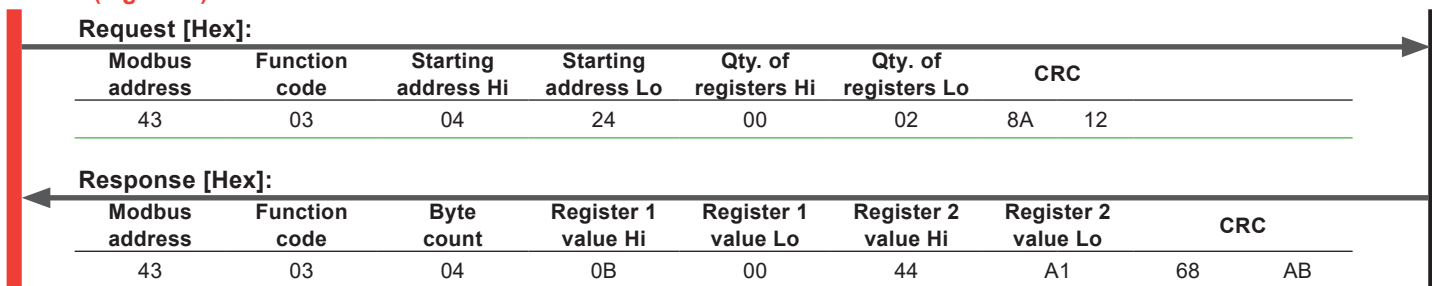 Request [Hex]:
Modbus Function Starting Starting Qty. of Qty. of CRC
address code address Hi address Lo registers Hi registers Lo
43 03 04 24 00 02 8A 12
Response [Hex]:
Modbus Function Byte Register 1 Register 1 Register 2 Register 2 CRC
address code count value Hi value Lo value Hi value Lo
43 03 04 0B 00 44 A1 68 AB